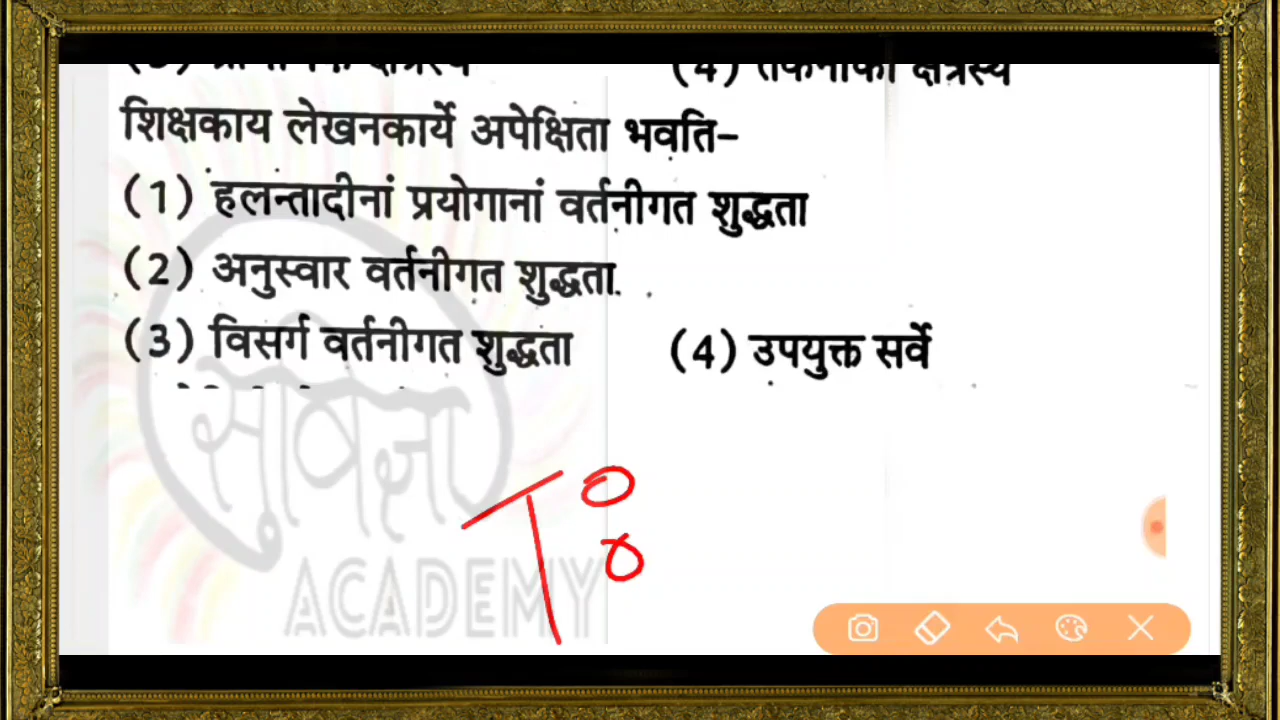 शिक्षकाय लेखनकार्ये अपेक्षिता भवति–
(1) हलन्तादीनां प्रयोगानां वर्तनीगत शुद्धता
(2) अनुस्वार वर्तनीगत शुद्धता.
(3) विसर्ग वर्तनीगत शुद्धता (4) उपयुक्त सर्वे
सुविज्ञा
ACADEMY